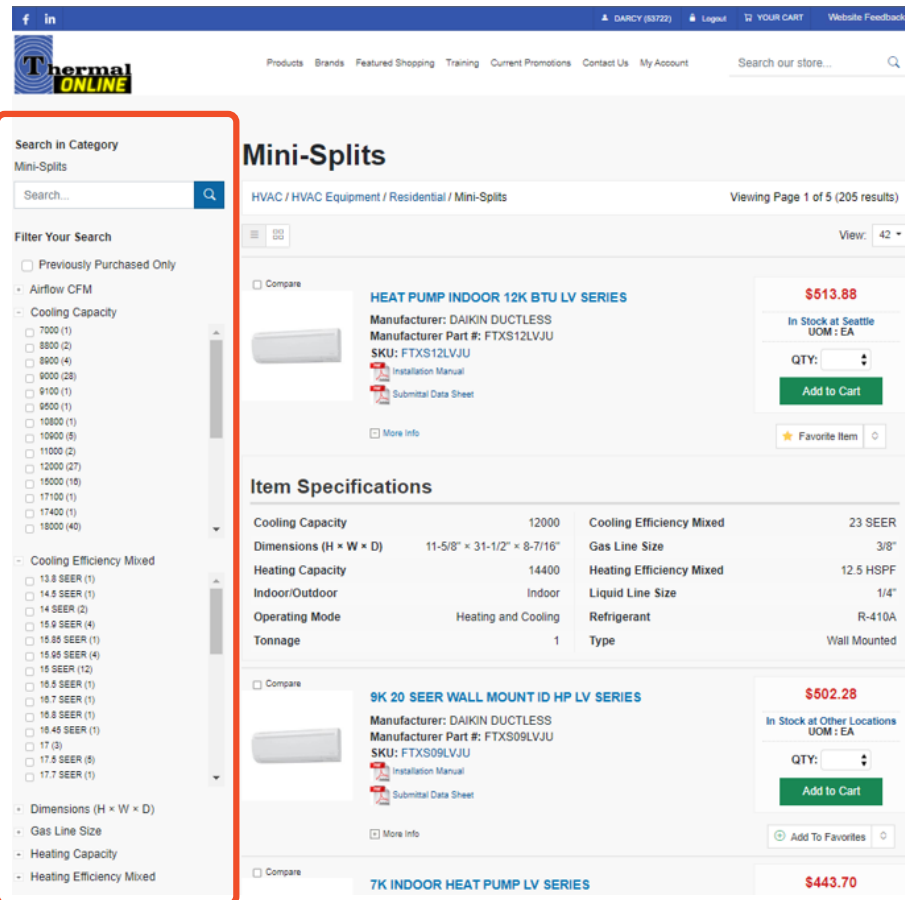 f in
DARCY (53722) Logout YOUR CART Website Feedback
Thermal
ONLINE
Products Brands Featured Shopping Training Current Promotions Contact Us My Account
Search our store...
Search in Category
Mini-Splits
Search...
Filter Your Search
Previously Purchased Only
Airflow CFM
Cooling Capacity
7000 (1)
8800 (2)
8900 (4)
9000 (28)
9100 (1)
9500 (1)
10800 (1)
10900 (5)
11000 (2)
12000 (27)
15000 (18)
17100 (1)
17400 (1)
18000 (40)
Cooling Efficiency Mixed
13.8 SEER (1)
14.5 SEER (1)
14 SEER (2)
15.9 SEER (4)
15.85 SEER (1)
15.95 SEER (4)
15 SEER (12)
16.5 SEER (1)
16.7 SEER (1)
16.8 SEER (1)
16.45 SEER (1)
17 (3)
17.5 SEER (5)
17.7 SEER (1)
Dimensions (H × W × D)
Gas Line Size
Heating Capacity
Heating Efficiency Mixed
Mini-Splits
HVAC / HVAC Equipment / Residential / Mini-Splits
Viewing Page 1 of 5 (205 results)
View: 42
Compare
HEAT PUMP INDOOR 12K BTU LV SERIES
Manufacturer: DAIKIN DUCTLESS
Manufacturer Part #: FTXS12LVJU
SKU: FTXS12LVJU
Installation Manual
Submittal Data Sheet
More Info
$513.88
In Stock at Seattle
UOM : EA
QTY:
Add to Cart
Favorite Item
Item Specifications
Cooling Capacity 12000 Cooling Efficiency Mixed 23 SEER
Dimensions (H × W × D) 11-5/8" × 31-1/2" × 8-7/16" Gas Line Size 3/8"
Heating Capacity 14400 Heating Efficiency Mixed 12.5 HSPF
Indoor/Outdoor Indoor Liquid Line Size 1/4"
Operating Mode Heating and Cooling Refrigerant R-410A
Tonnage 1 Type Wall Mounted
Compare
9K 20 SEER WALL MOUNT ID HP LV SERIES
Manufacturer: DAIKIN DUCTLESS
Manufacturer Part #: FTXS09LVJU
SKU: FTXS09LVJU
Installation Manual
Submittal Data Sheet
More Info
$502.28
In Stock at Other Locations
UOM : EA
QTY:
Add to Cart
Add To Favorites
Compare
7K INDOOR HEAT PUMP LV SERIES
$443.70